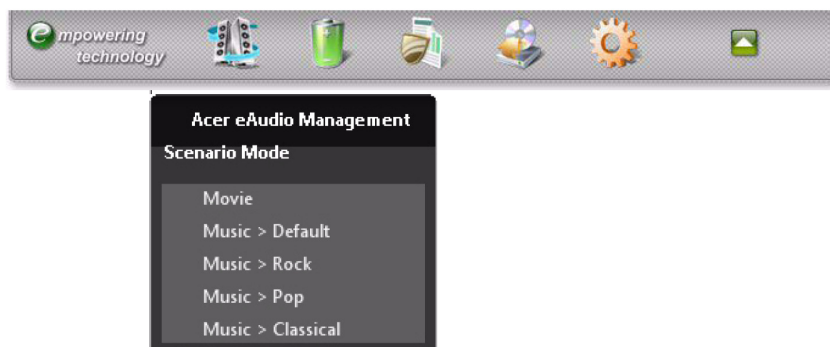 empowering
technology
Acer eAudio Management
Scenario Mode
Movie
Music > Default
Music > Rock
Music > Pop
Music > Classical